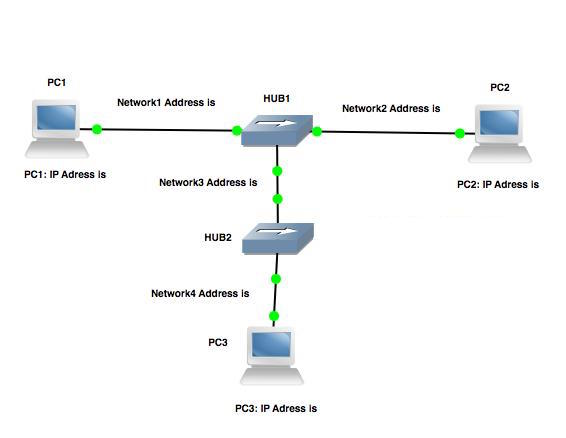 PC1
Network1 Address is
HUB1
Network2 Address is
PC2
PC1: IP Adress is
Network3 Address is
PC2: IP Adress is
HUB2
Network4 Address is
PC3
PC3: IP Adress is